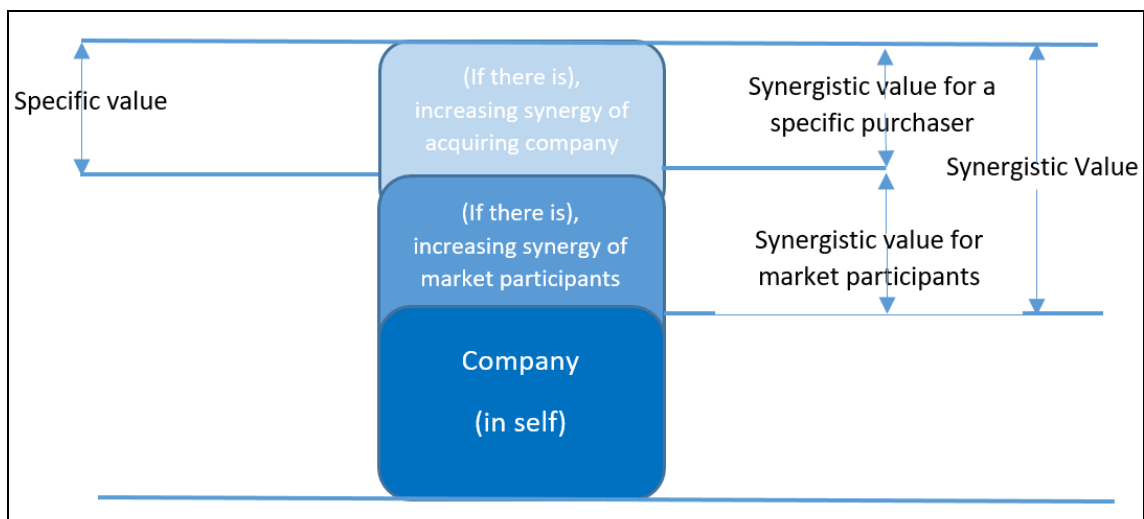 Specific value
(If there is),
increasing synergy of
acquiring company
Synergistic value for a
specific purchaser
Synergistic Value
(If there is),
increasing synergy of
market participants
Synergistic value for
market participants
Company
(in self)